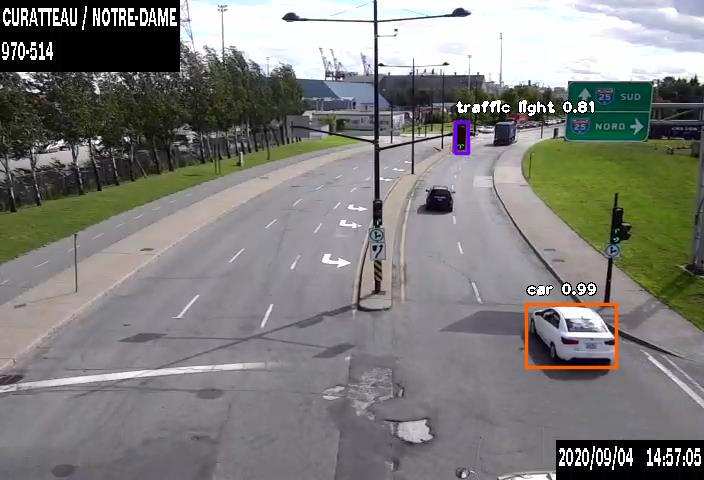 CURATTEAU / NOTRE-DAME
970-514
traffic light 0.81
25 SUD
25 NORD
car 0.99
2020/09/04 14:57:05